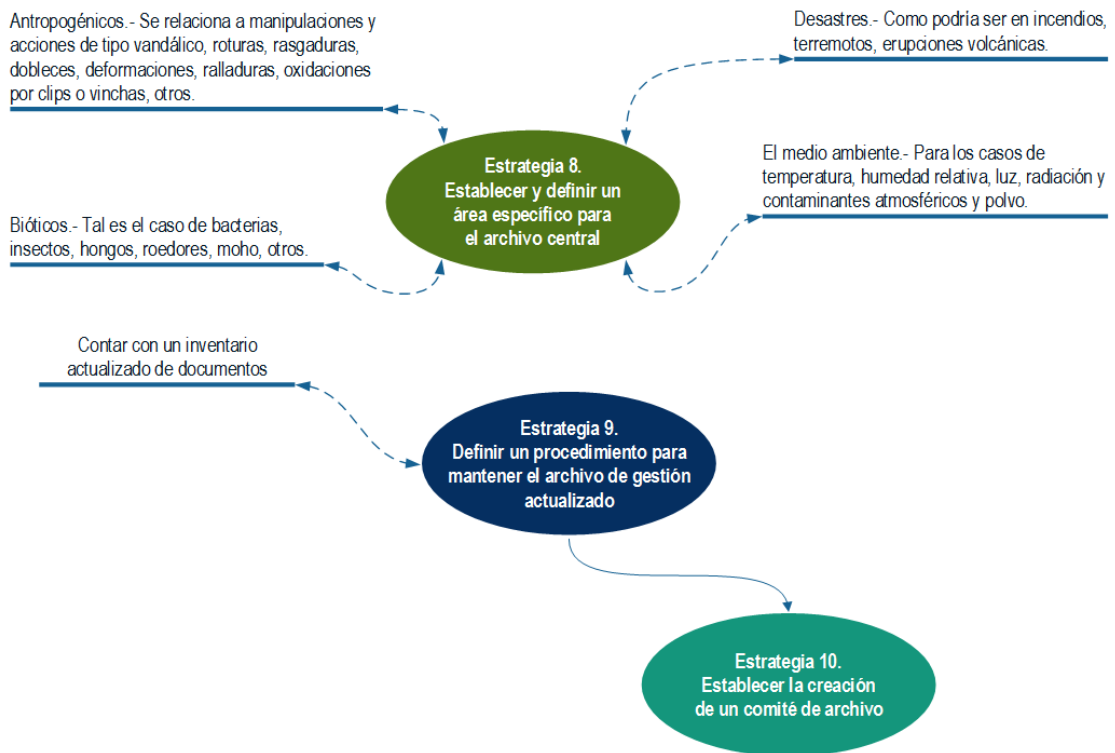 Antropogénicos.- Se relaciona a manipulaciones y
acciones de tipo vandálico, roturas, rasgaduras,
dobleces, deformaciones, ralladuras, oxidaciones
por clips o vinchas, otros.
Desastres.- Como podría ser en incendios,
terremotos, erupciones volcánicas.
Estrategia 8.
Establecer y definir un
área especifico para
el archivo central
El medio ambiente.- Para los casos de
temperatura, humedad relativa, luz, radiación y
contaminantes atmosféricos y polvo.
Bióticos.- Tal es el caso de bacterias,
insectos, hongos, roedores, moho, otros.
Contar con un inventario
actualizado de documentos
Estrategia 9.
Definir un procedimiento para
mantener el archivo de gestión
actualizado
Estrategia 10.
Establecer la creación
de un comité de archivo